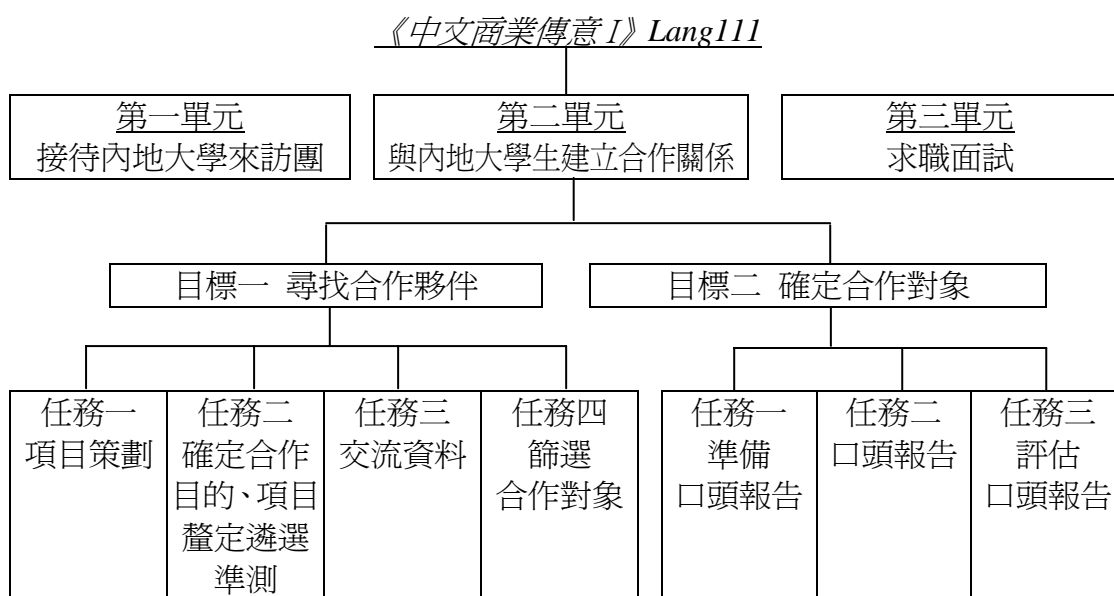 《中文商業傳意 I》Lang111
第一單元
接待內地大學來訪團
第二單元
與內地大學生建立合作關係
第三單元
求職面試
目標一 尋找合作夥伴
目標二 確定合作對象
任務一
項目策劃
任務二
確定合作
目的、項目
釐定遴選
準測
任務三
交流資料
任務四
篩選
合作對象
任務一
準備
口頭報告
任務二
口頭報告
任務三
評估
口頭報告